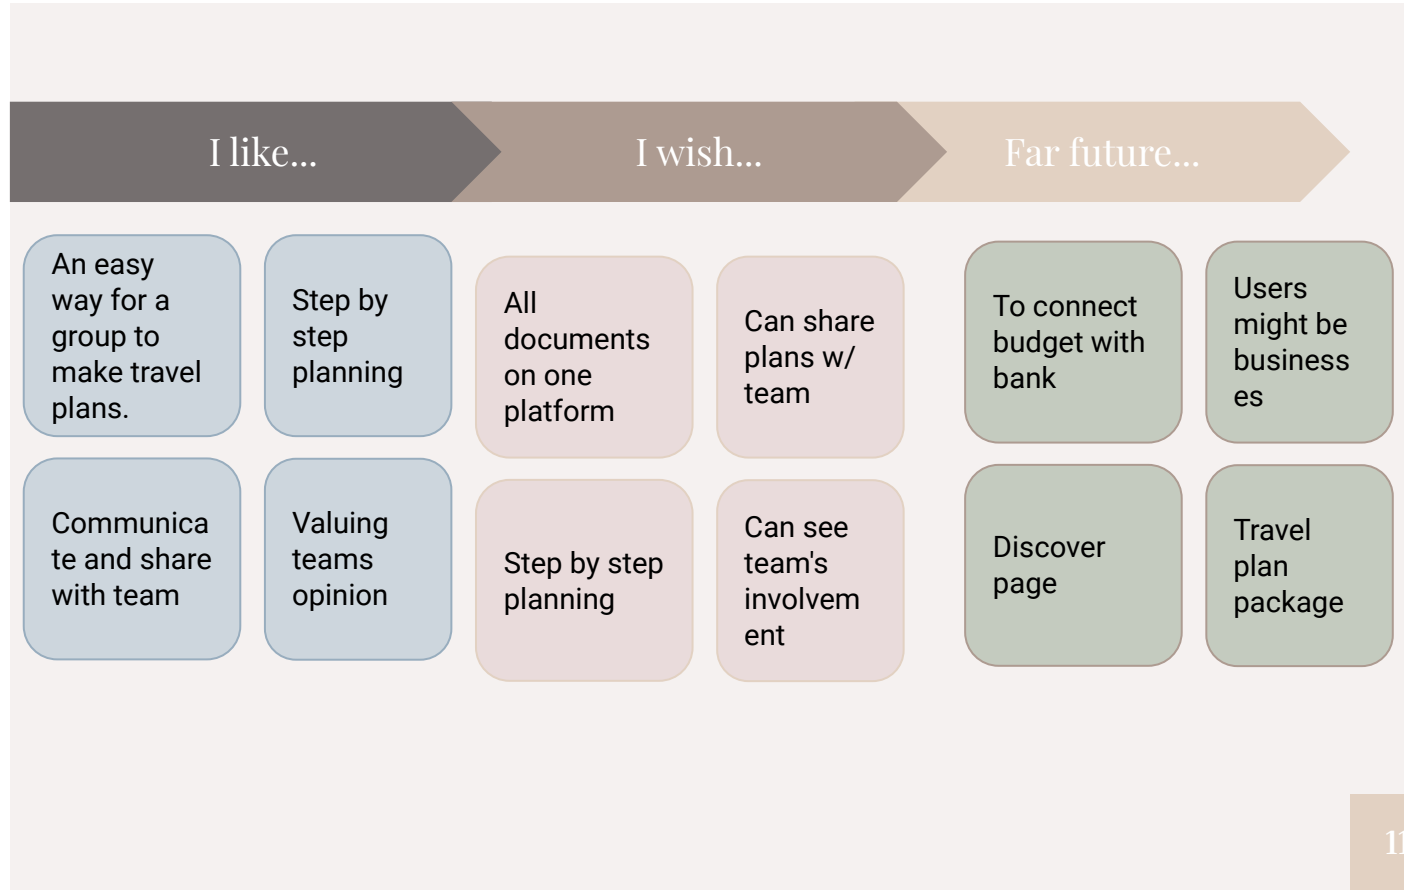 I like...
I wish...
Far future...
An easy
way for a
group to
make travel
plans.
Step by
step
planning
Communica
te and share
with team
Valuing
teams
opinion
All
documents
on one
platform
Can share
plans w/
team
Step by step
planning
Can see
team's
involvem
ent
To connect
budget with
bank
Users
might be
business
es
Discover
page
Travel
plan
package
11